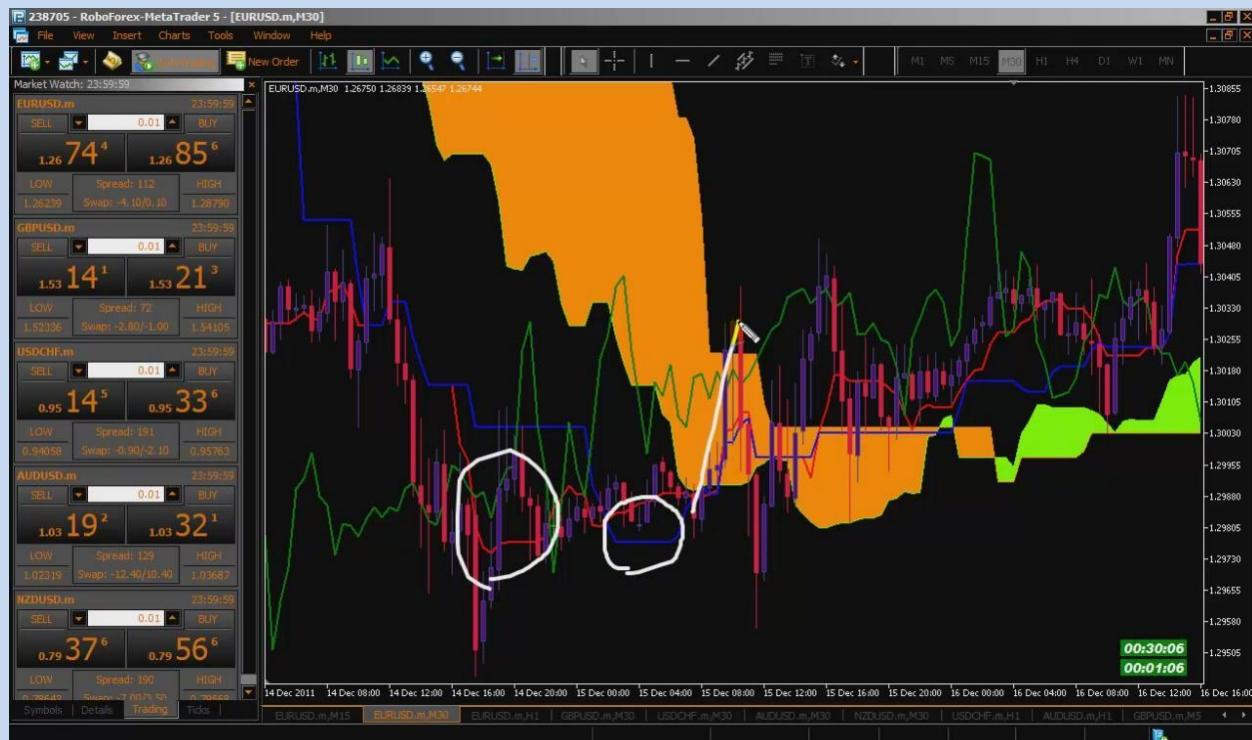 238705 - RoboForex-MetaTrader 5 - [EURUSD.m,M30]
File View Insert Charts Tools Window Help
New Order M1 M5 M15 M30 H1 H4 D1 W1 MN
Market Watch: 23:59:59
EURUSD.m 23:59:59
SELL 0.01 BUY
1.26 74 4 1.26 85 6
LOW Spread: 112 HIGH
1.26239 Swap: -4.10/0.10 1.28790
GBPUSD.m 23:59:59
SELL 0.01 BUY
1.53 14 1 1.53 21 3
LOW Spread: 72 HIGH
1.52336 Swap: -2.80/-1.00 1.54105
USDCHF.m 23:59:59
SELL 0.01 BUY
0.95 14 5 0.95 33 6
LOW Spread: 191 HIGH
0.94058 Swap: -0.90/-2.10 0.95763
AUDUSD.m 23:59:59
SELL 0.01 BUY
1.03 19 2 1.03 32 1
LOW Spread: 129 HIGH
1.02319 Swap: -12.40/10.40 1.03687
NZDUSD.m 23:59:59
SELL 0.01 BUY
0.79 37 6 0.79 56 6
LOW Spread: 190 HIGH
Symbols Details Trading Ticks
EURUSD.m,M30 1.26750 1.26839 1.26547 1.26744
1.30855
1.30780
1.30705
1.30630
1.30555
1.30480
1.30405
1.30330
1.30255
1.30180
1.30105
1.30030
1.29955
1.29880
1.29805
1.29730
1.29655
1.29580
1.29505
00:30:06
00:01:06
14 Dec 2011 14 Dec 08:00 14 Dec 12:00 14 Dec 16:00 14 Dec 20:00 15 Dec 00:00 15 Dec 04:00 15 Dec 08:00 15 Dec 12:00 15 Dec 16:00 15 Dec 20:00 16 Dec 00:00 16 Dec 04:00 16 Dec 08:00 16 Dec 12:00 16 Dec 16:00
EURUSD.m,M15 EURUSD.m,M30 EURUSD.m,H1 GBPUSD.m,M30 USDCHF.m,M30 AUDUSD.m,M30 NZDUSD.m,M30 USDCHF.m,H1 AUDUSD.m,H1 GBPUSD.m,M5